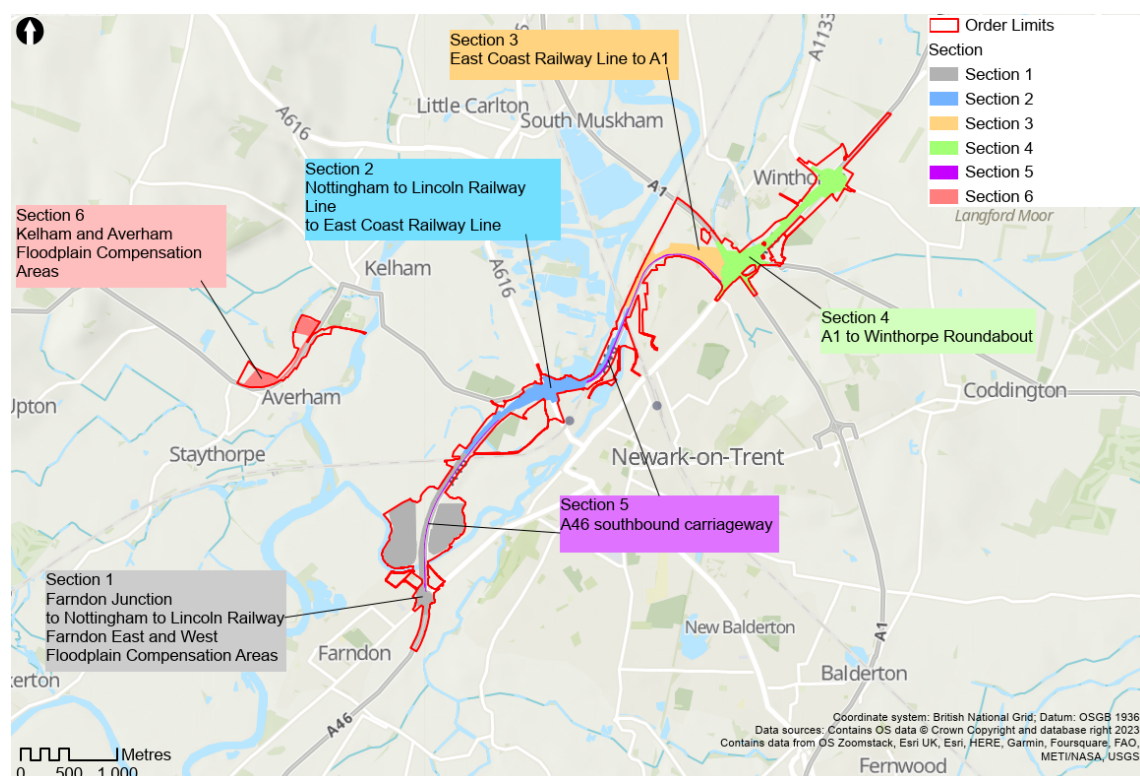 Order Limits
Section
Section 1
Section 2
Section 3
Section 4
Section 5
Section 6
Section 3
East Coast Railway Line to A1
A1133
Little Carlton
A616
South Muskham
Section 2
Nottingham to Lincoln Railway
Line
to East Coast Railway Line
A1
Langford Moor
Section 6
Kelham and Averham
Floodplain Compensation
Areas
Kelham
A616
Section 4
A1 to Winthorpe Roundabout
Averham
Coddington
Upton
Staythorpe
Newark-on-Trent
A46
Section 5
A46 southbound carriageway
Section 1
Farndon Junction
to Nottingham to Lincoln Railway
Farndon East and West
Floodplain Compensation Areas
Farndon
New Balderton
A1
Balderton
A46
Metres
0 500 1,000
Coordinate system: British National Grid; Datum: OSGB 1936
Data sources: Contains OS data © Crown Copyright and database right 2023
Contains data from OS Zoomstack, Esri UK, Esri, HERE, Garmin, Foursquare, FAO,
METI/NASA, USGS
Fernwood